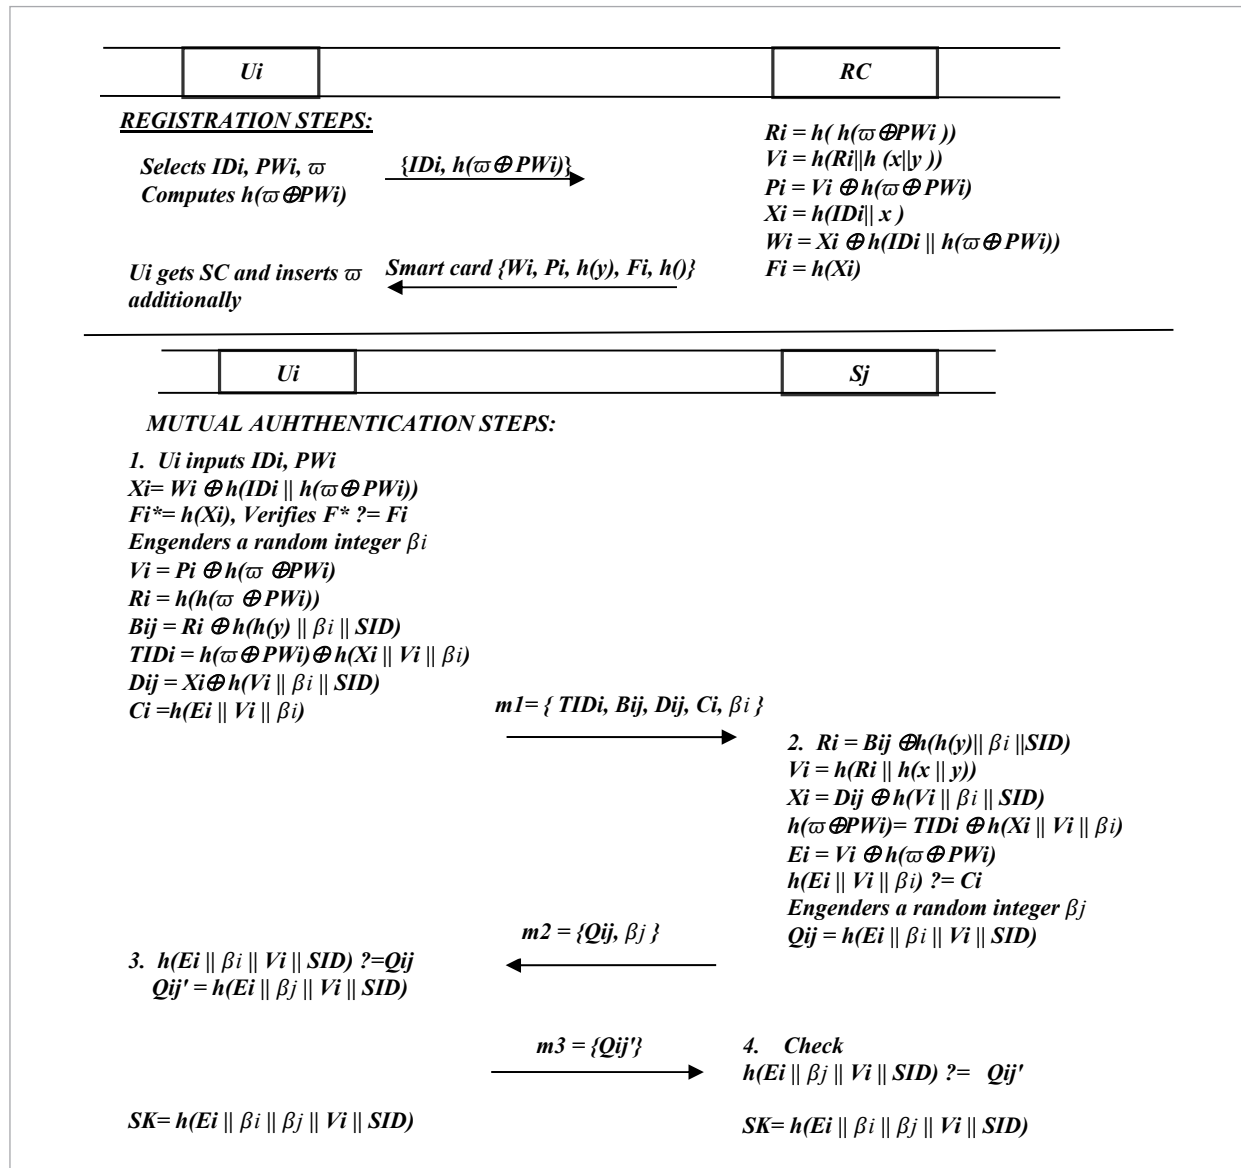 Ui
RC
REGISTRATION STEPS:
Selects IDi, PWi, ϖ
Computes h(ϖ⊕PWi)
{IDi, h(ϖ⊕PWi)}
Ri = h( h(ϖ⊕PWi ))
Vi = h(Ri||h (x||y ))
Pi = Vi ⊕ h(ϖ⊕ PWi)
Xi = h(IDi|| x )
Wi = Xi ⊕ h(IDi || h(ϖ⊕ PWi))
Fi = h(Xi)
Ui gets SC and inserts ϖ
additionally
Smart card {Wi, Pi, h(y), Fi, h()}
Ui
Sj
MUTUAL AUHTHENTICATION STEPS:
1. Ui inputs IDi, PWi
Xi= Wi ⊕ h(IDi || h(ϖ⊕ PWi))
Fi*= h(Xi), Verifies F* ?= Fi
Engenders a random integer βi
Vi = Pi ⊕ h(ϖ ⊕PWi)
Ri = h(h(ϖ ⊕ PWi))
Bij = Ri ⊕ h(h(y) || βi || SID)
TIDi = h(ϖ⊕ PWi)⊕ h(Xi || Vi || βi)
Dij = Xi⊕ h(Vi || βi || SID)
Ci =h(Ei || Vi || βi)
m1= { TIDi, Bij, Dij, Ci, βi }
2. Ri = Bij ⊕h(h(y)|| βi ||SID)
Vi = h(Ri || h(x || y))
Xi = Dij ⊕ h(Vi || βi || SID)
h(ϖ⊕PWi)= TIDi ⊕ h(Xi || Vi || βi)
Ei = Vi ⊕ h(ϖ⊕ PWi)
h(Ei || Vi || βi) ?= Ci
Engenders a random integer βj
Qij = h(Ei || βi || Vi || SID)
m2 = {Qij, βj }
3. h(Ei || βi || Vi || SID) ?=Qij
Qij' = h(Ei || βj || Vi || SID)
m3 = {Qij'}
4. Check
h(Ei || βj || Vi || SID) ?= Qij'
SK= h(Ei || βi || βj || Vi || SID)
SK= h(Ei || βi || βj || Vi || SID)